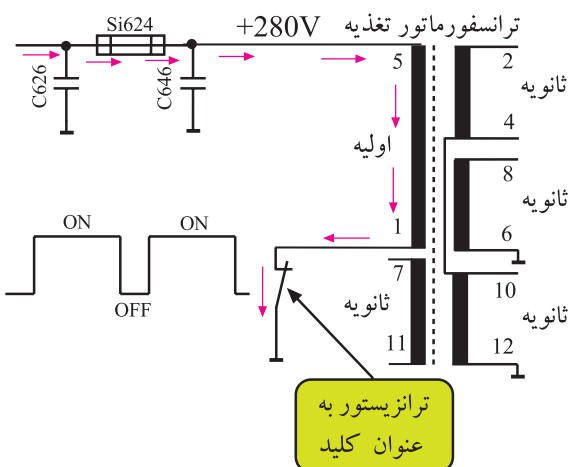 Si624
+280V
ترانسفورماتور تغذیه
C626
C646
5
2
ثانویه
4
اولیه
8
ثانویه
6
1
ON
ON
OFF
7
ثانویه
11
10
ثانویه
12
ترانزیستور به
عنوان کلید